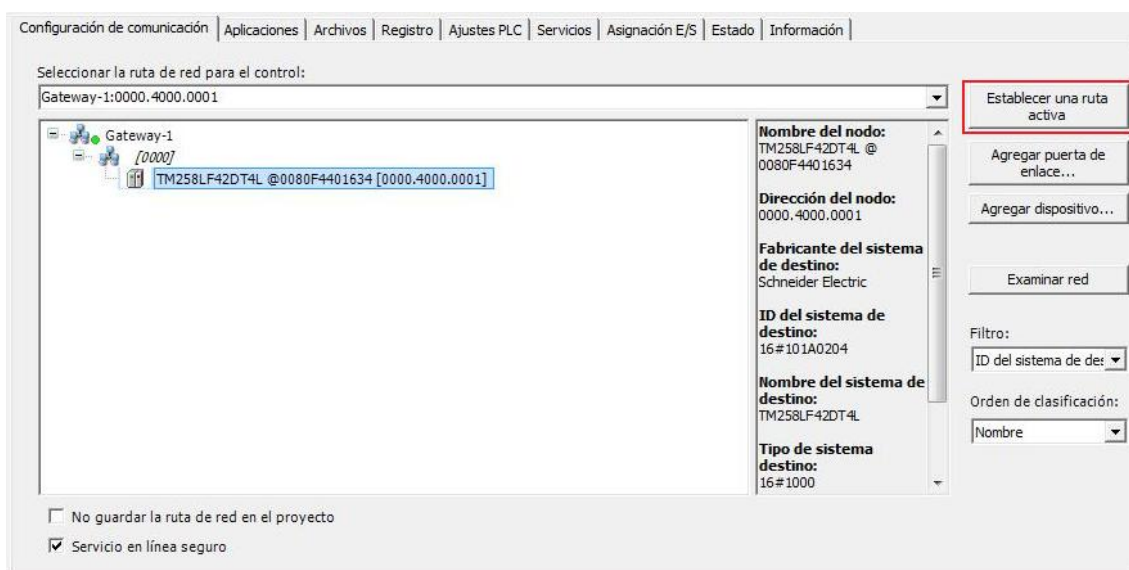 Configuración de comunicación
Aplicaciones
Archivos
Registro
Ajustes PLC
Servicios
Asignación E/S
Estado
Información
Seleccionar la ruta de red para el control:
Gateway-1:0000.4000.0001
Gateway-1
[0000]
TM258LF42DT4L @0080F4401634 [0000.4000.0001]
Nombre del nodo:
TM258LF42DT4L @
0080F4401634
Dirección del nodo:
0000.4000.0001
Fabricante del sistema
de destino:
Schneider Electric
ID del sistema de
destino:
16#101A0204
Nombre del sistema de
destino:
TM258LF42DT4L
Tipo de sistema
destino:
16#1000
Establecer una ruta
activa
Agregar puerta de
enlace...
Agregar dispositivo...
Examinar red
Filtro:
ID del sistema de des
Orden de clasificación:
Nombre
No guardar la ruta de red en el proyecto
Servicio en línea seguro